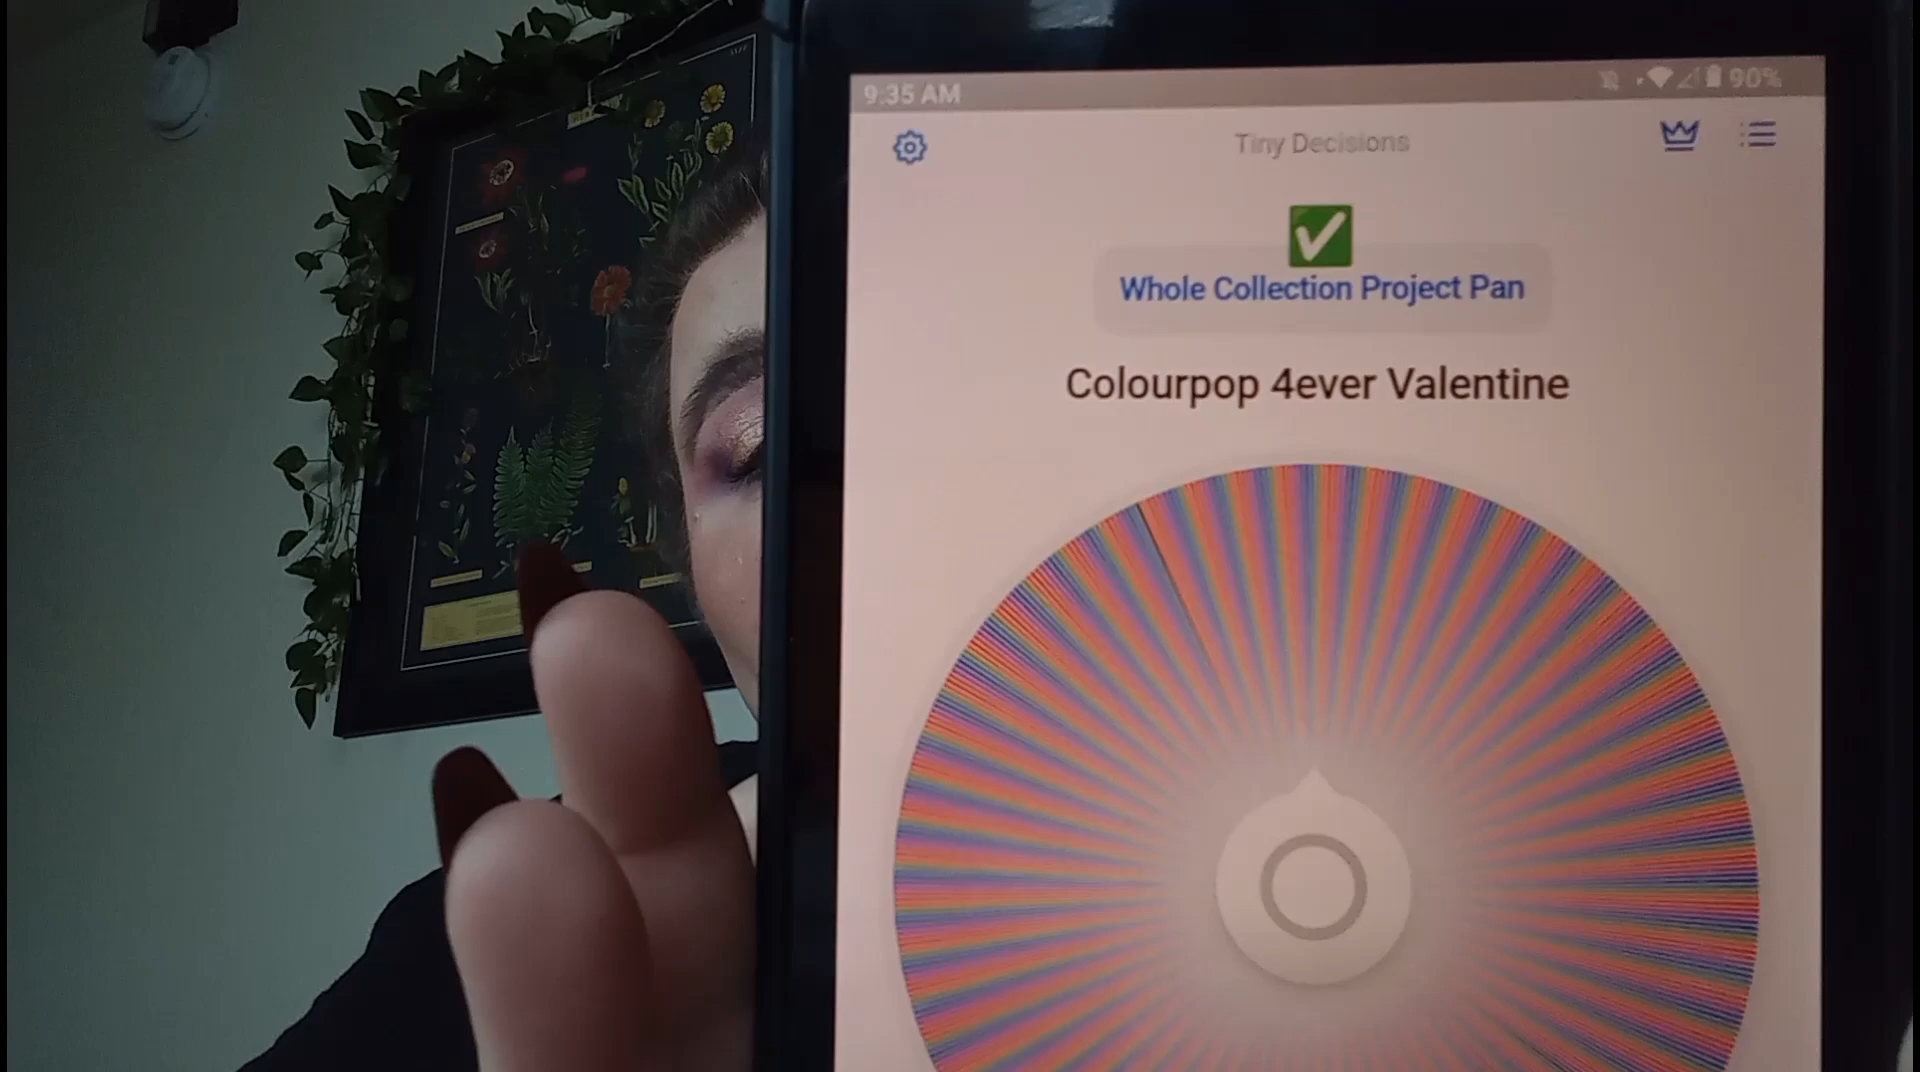 9:35 AM
90%
Tiny Decisions
Whole Collection Project Pan
Colourpop 4ever Valentine